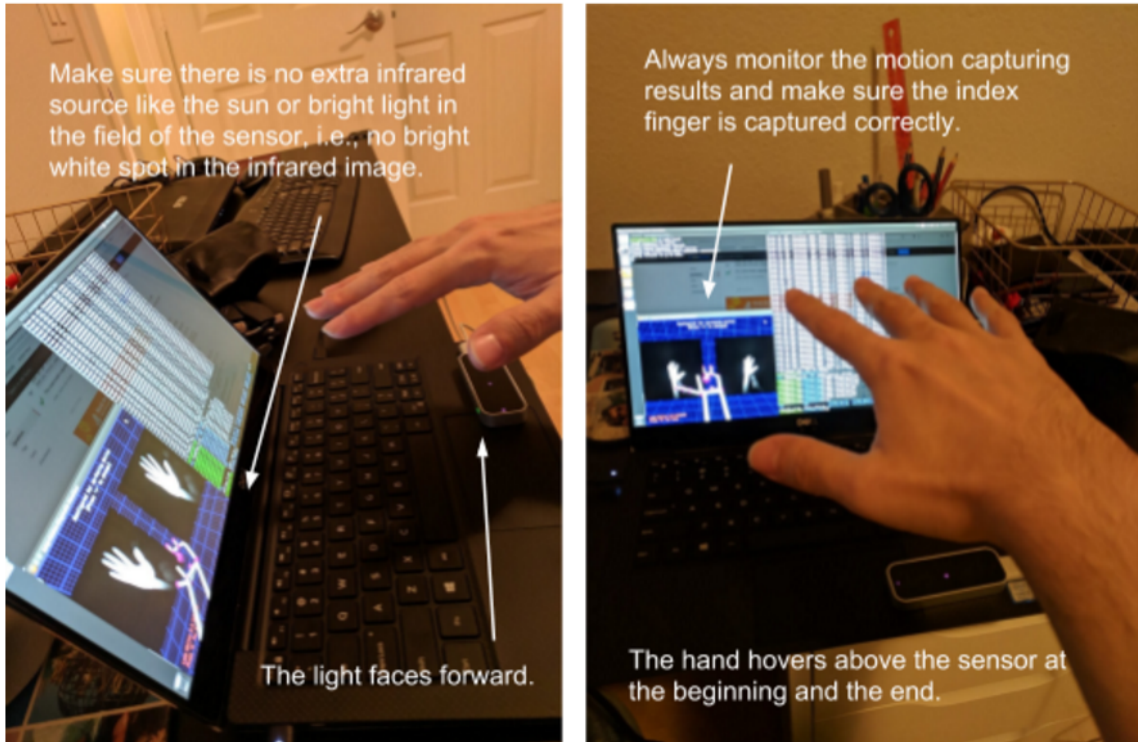 Make sure there is no extra infrared
source like the sun or bright light in
the field of the sensor, i.e., no bright
white spot in the infrared image.
The light faces forward.
Always monitor the motion capturing
results and make sure the index
finger is captured correctly.
The hand hovers above the sensor at
the beginning and the end.